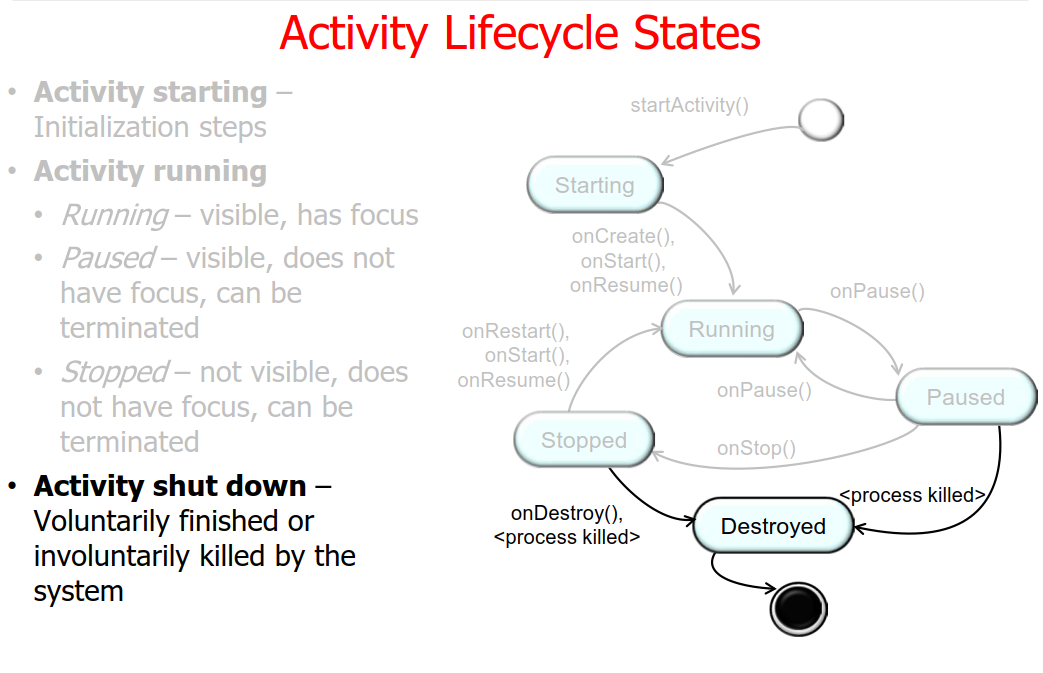 Activity Lifecycle States
• Activity starting –
Initialization steps
• Activity running
• Running – visible, has focus
• Paused – visible, does not
have focus, can be
terminated
• Stopped – not visible, does
not have focus, can be
terminated
• Activity shut down –
Voluntarily finished or
involuntarily killed by the
system
startActivity()
Starting
onCreate(),
onStart(),
onResume()
onPause()
Running
onRestart(),
onStart(),
onResume()
onPause()
Paused
Stopped
onStop()
<process killed>
onDestroy(),
<process killed>
Destroyed